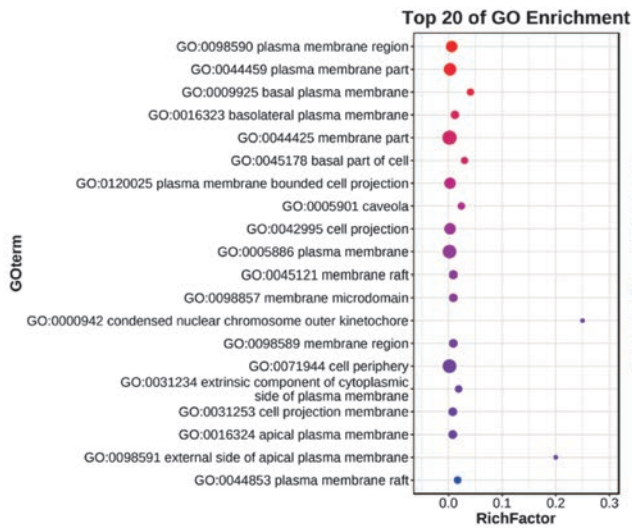 Top 20 of GO Enrichment
GO:0098590 plasma membrane region
GO:0044459 plasma membrane part
GO:0009925 basal plasma membrane
GO:0016323 basolateral plasma membrane
GO:0044425 membrane part
GO:0045178 basal part of cell
GO:0120025 plasma membrane bounded cell projection
GO:0005901 caveola
GO:0042995 cell projection
GO:0005886 plasma membrane
GO:0045121 membrane raft
GO:0098857 membrane microdomain
GO:0000942 condensed nuclear chromosome outer kinetochore
GO:0098589 membrane region
GO:0071944 cell periphery
GO:0031234 extrinsic component of cytoplasmic
side of plasma membrane
GO:0031253 cell projection membrane
GO:0016324 apical plasma membrane
GO:0098591 external side of apical plasma membrane
GO:0044853 plasma membrane raft
GOterm
0.0 0.1 0.2 0.3
RichFactor